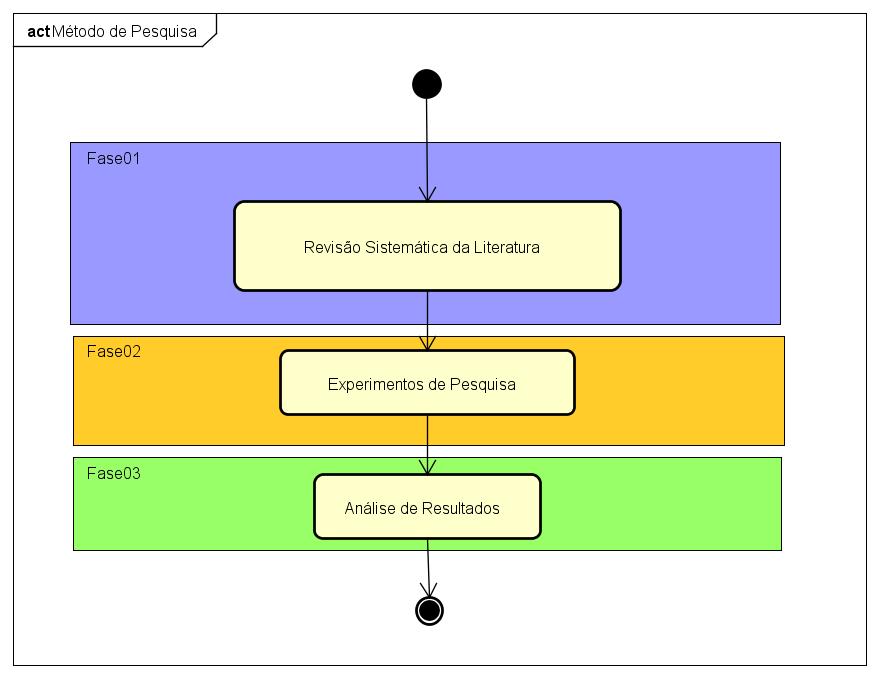 act Método de Pesquisa
Fase01
Revisão Sistemática da Literatura
Fase02
Experimentos de Pesquisa
Fase03
Análise de Resultados